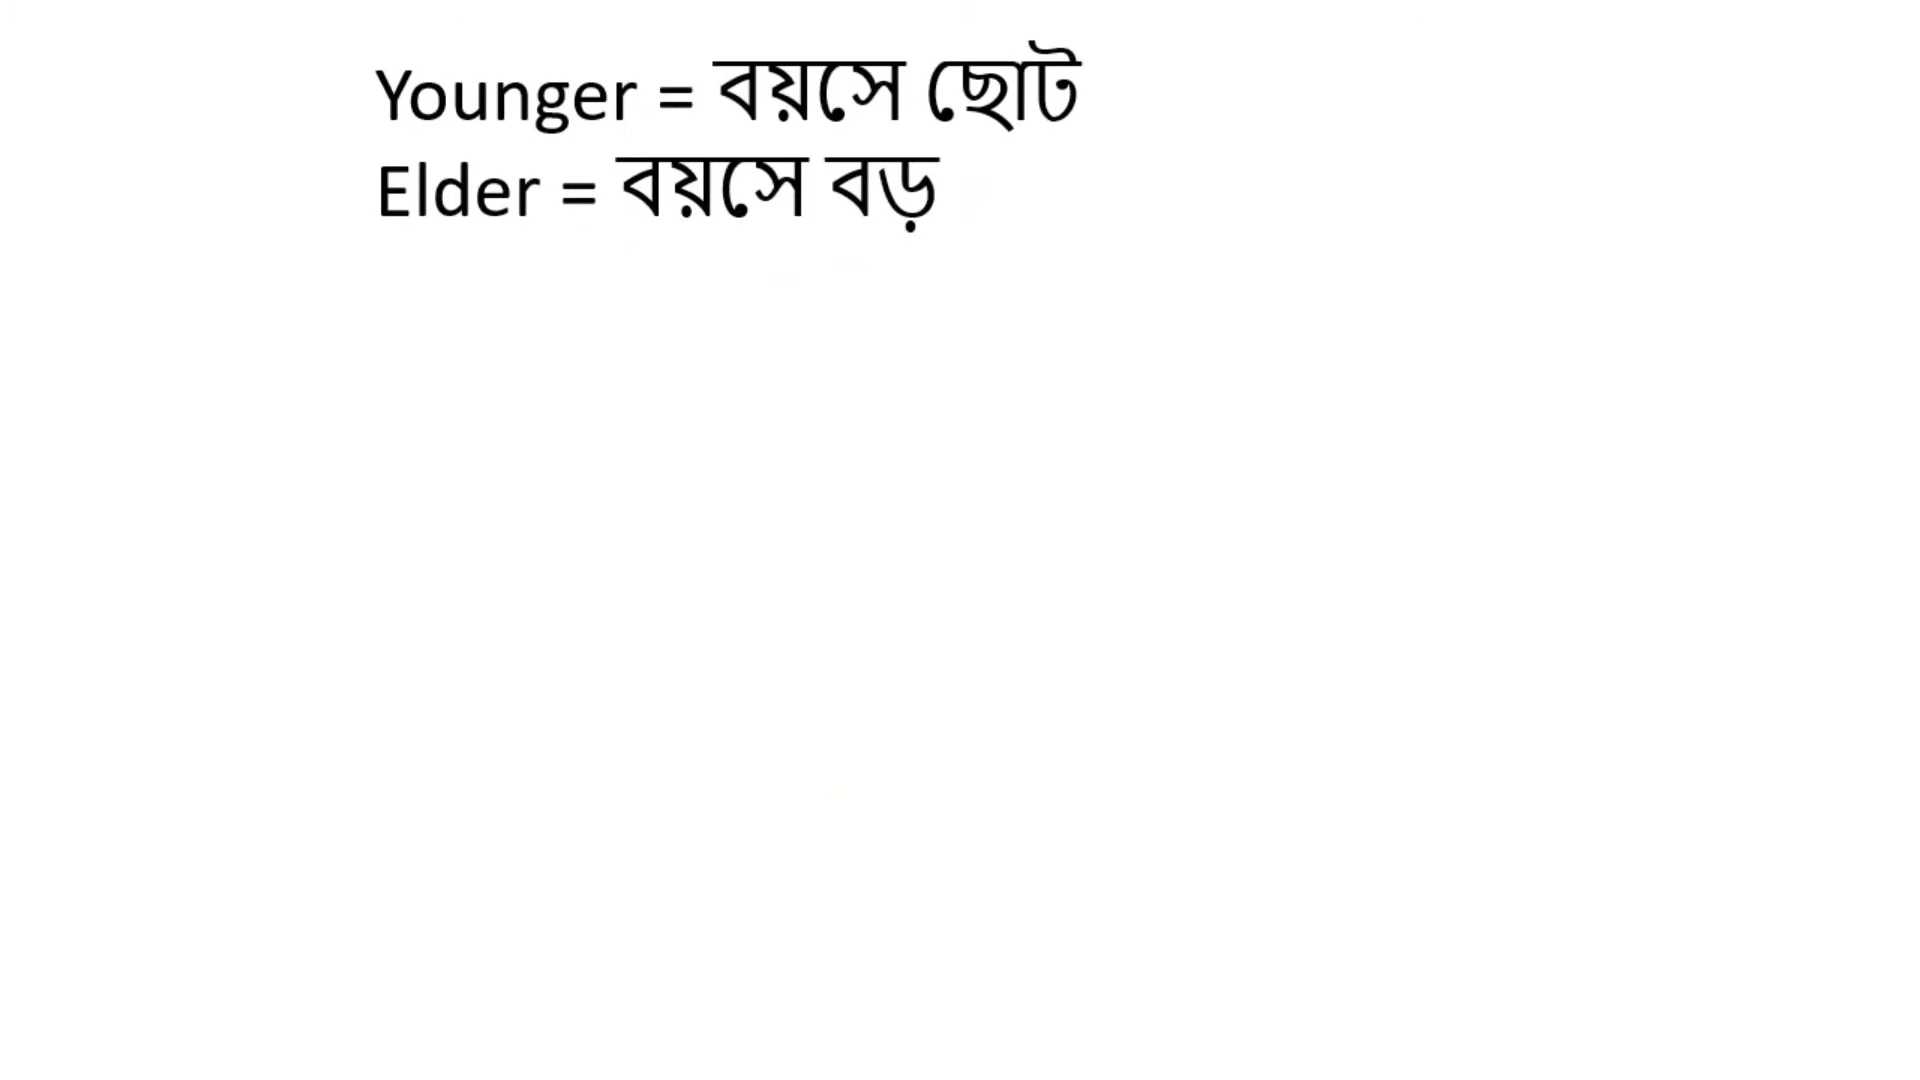 Younger = বয়সে ছোট
Elder = বয়সে বড়